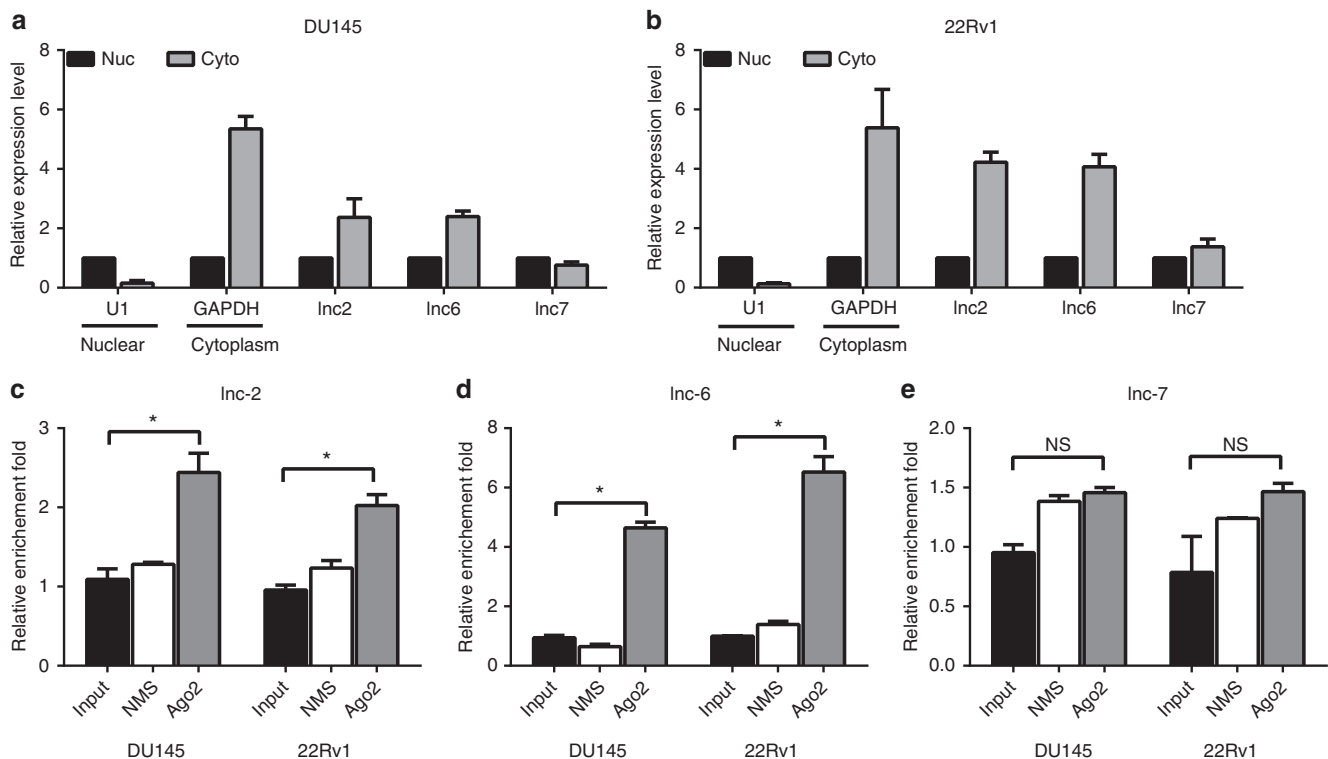 a
DU145
Relative expression level
8
6
4
2
0
Nuc
Cyto
U1
GAPDH
lnc2
lnc6
lnc7
Nuclear
Cytoplasm
b
22Rv1
Relative expression level
8
6
4
2
0
Nuc
Cyto
U1
GAPDH
lnc2
lnc6
lnc7
Nuclear
Cytoplasm
c
lnc-2
Relative enrichement fold
3
2
1
0
*
*
Input
NMS
Ago2
Input
NMS
Ago2
DU145
22Rv1
d
lnc-6
Relative enrichement fold
8
6
4
2
0
*
*
Input
NMS
Ago2
Input
NMS
Ago2
DU145
22Rv1
e
lnc-7
Relative enrichement fold
2.0
1.5
1.0
0.5
0.0
NS
NS
Input
NMS
Ago2
Input
NMS
Ago2
DU145
22Rv1